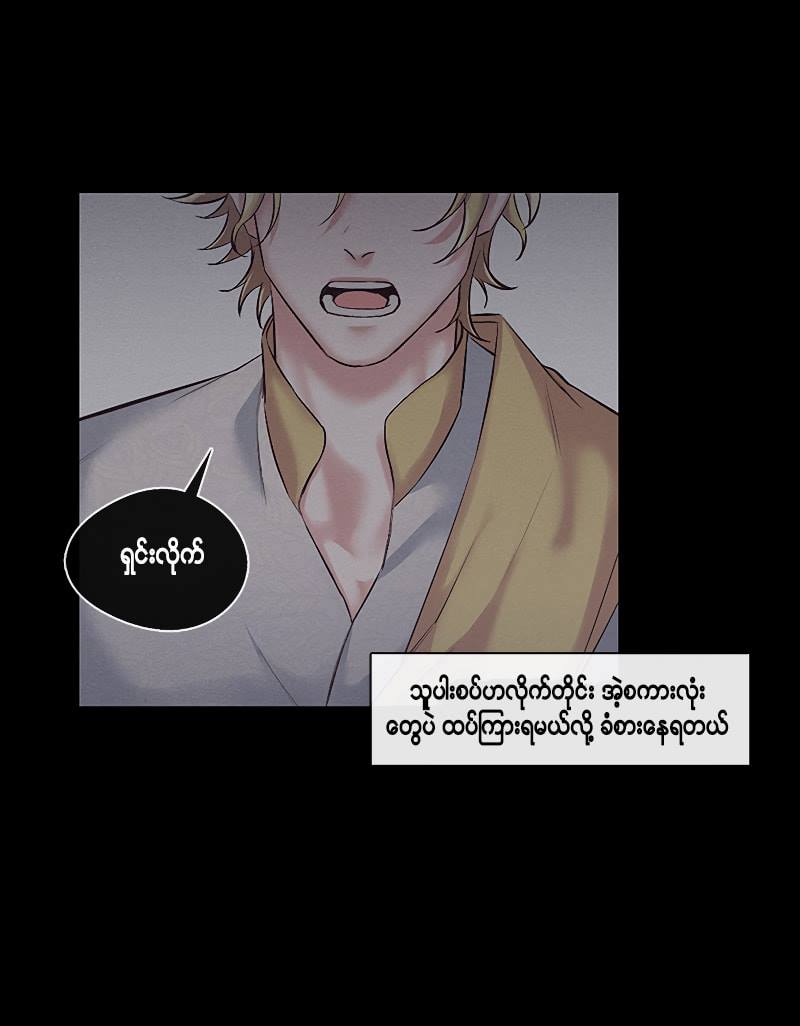 ရှင်းလိုက်
သူပါးစပ်ဟလိုက်တိုင်း အဲ့စကားလုံး
တွေပဲ ထပ်ကြားရမယ်လို့ ခံစားနေရတယ်